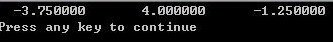 -3.750000 4.000000 -1.250000
Press any key to continue